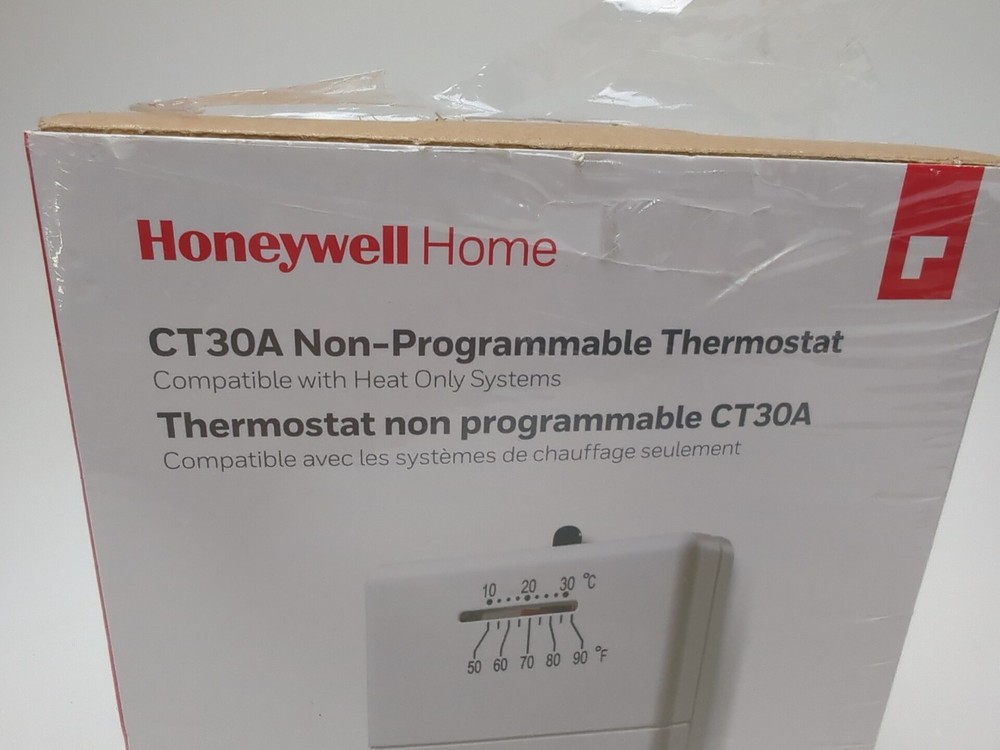 Honeywell Home
CT30A Non-Programmable Thermostat
Compatible with Heat Only Systems
Thermostat non programmable CT30A
Compatible avec les systèmes de chauffage seulement
10 20 30 °C
50 60 70 80 90 °F